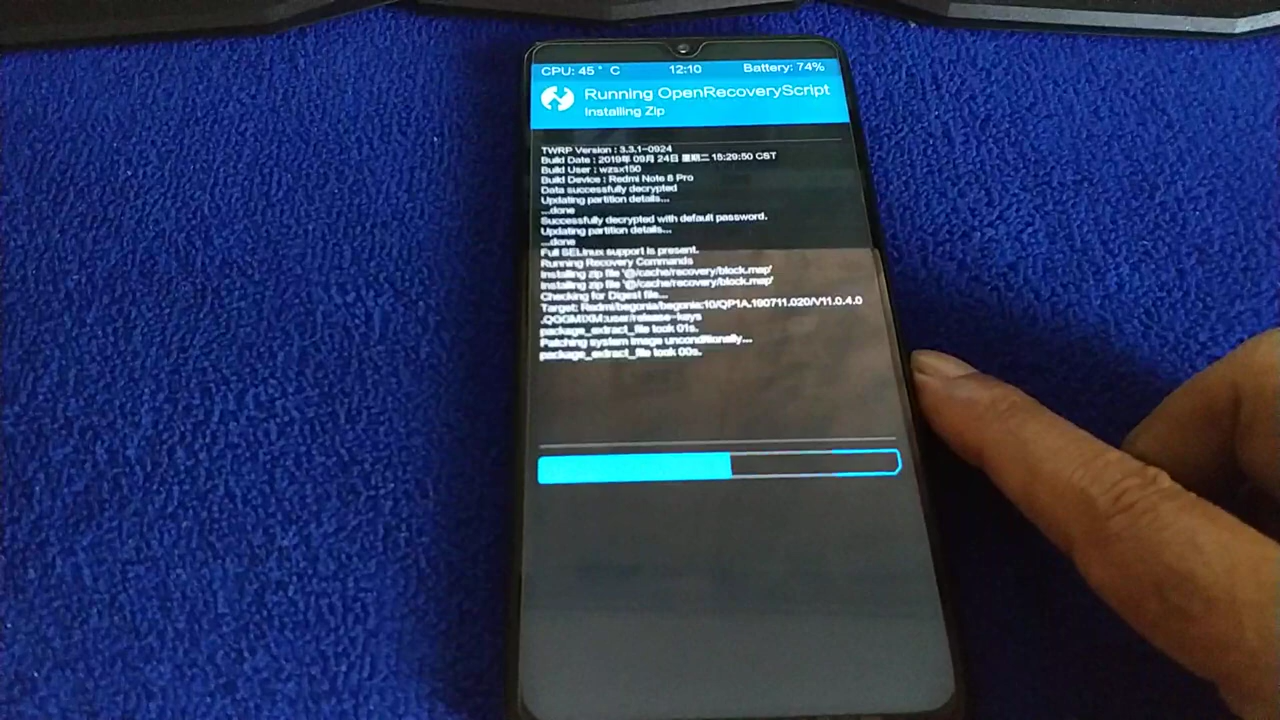 CPU: 45 ° C 12:10 Battery: 74%
Running OpenRecoveryScript
Installing Zip
TWRP Version : 3.3.1-0924
Build Date : 2019年 09月 24日 星期二 15:29:50 CST
Build User : wzsx150
Build Device : Redmi Note 8 Pro
Data successfully decrypted
Updating partition details...
...done
Successfully decrypted with default password.
Updating partition details...
...done
Full SELinux support is present.
Running Recovery Commands
Installing zip file '@/cache/recovery/block.map'
Installing zip file '@/cache/recovery/block.map'
Checking for Digest file...
Target: Redmi/begonia/begonia:10/QP1A.190711.020/V11.0.4.0
.QGGMIXM:user/release-keys
package_extract_file took 01s.
Patching system image unconditionally...
package_extract_file took 00s.